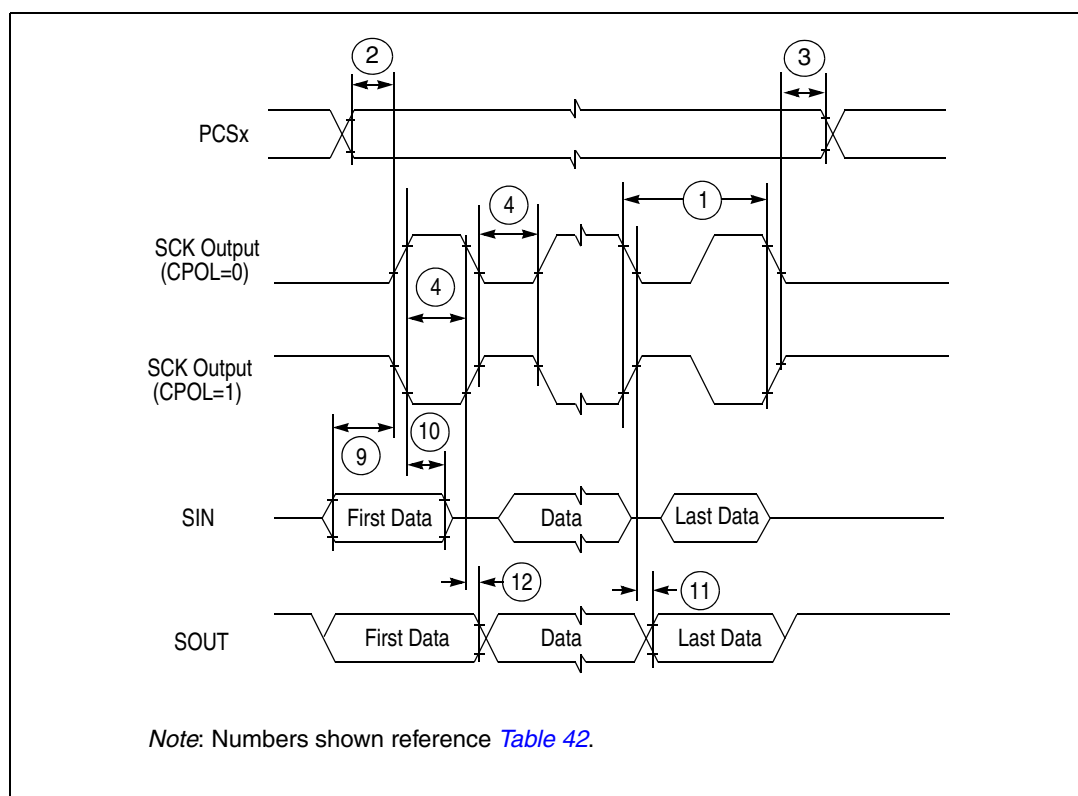 2
3
PCSx
4
1
SCK Output
(CPOL=0)
4
SCK Output
(CPOL=1)
9
10
SIN
First Data
Data
Last Data
12
11
SOUT
First Data
Data
Last Data
Note: Numbers shown reference Table 42.